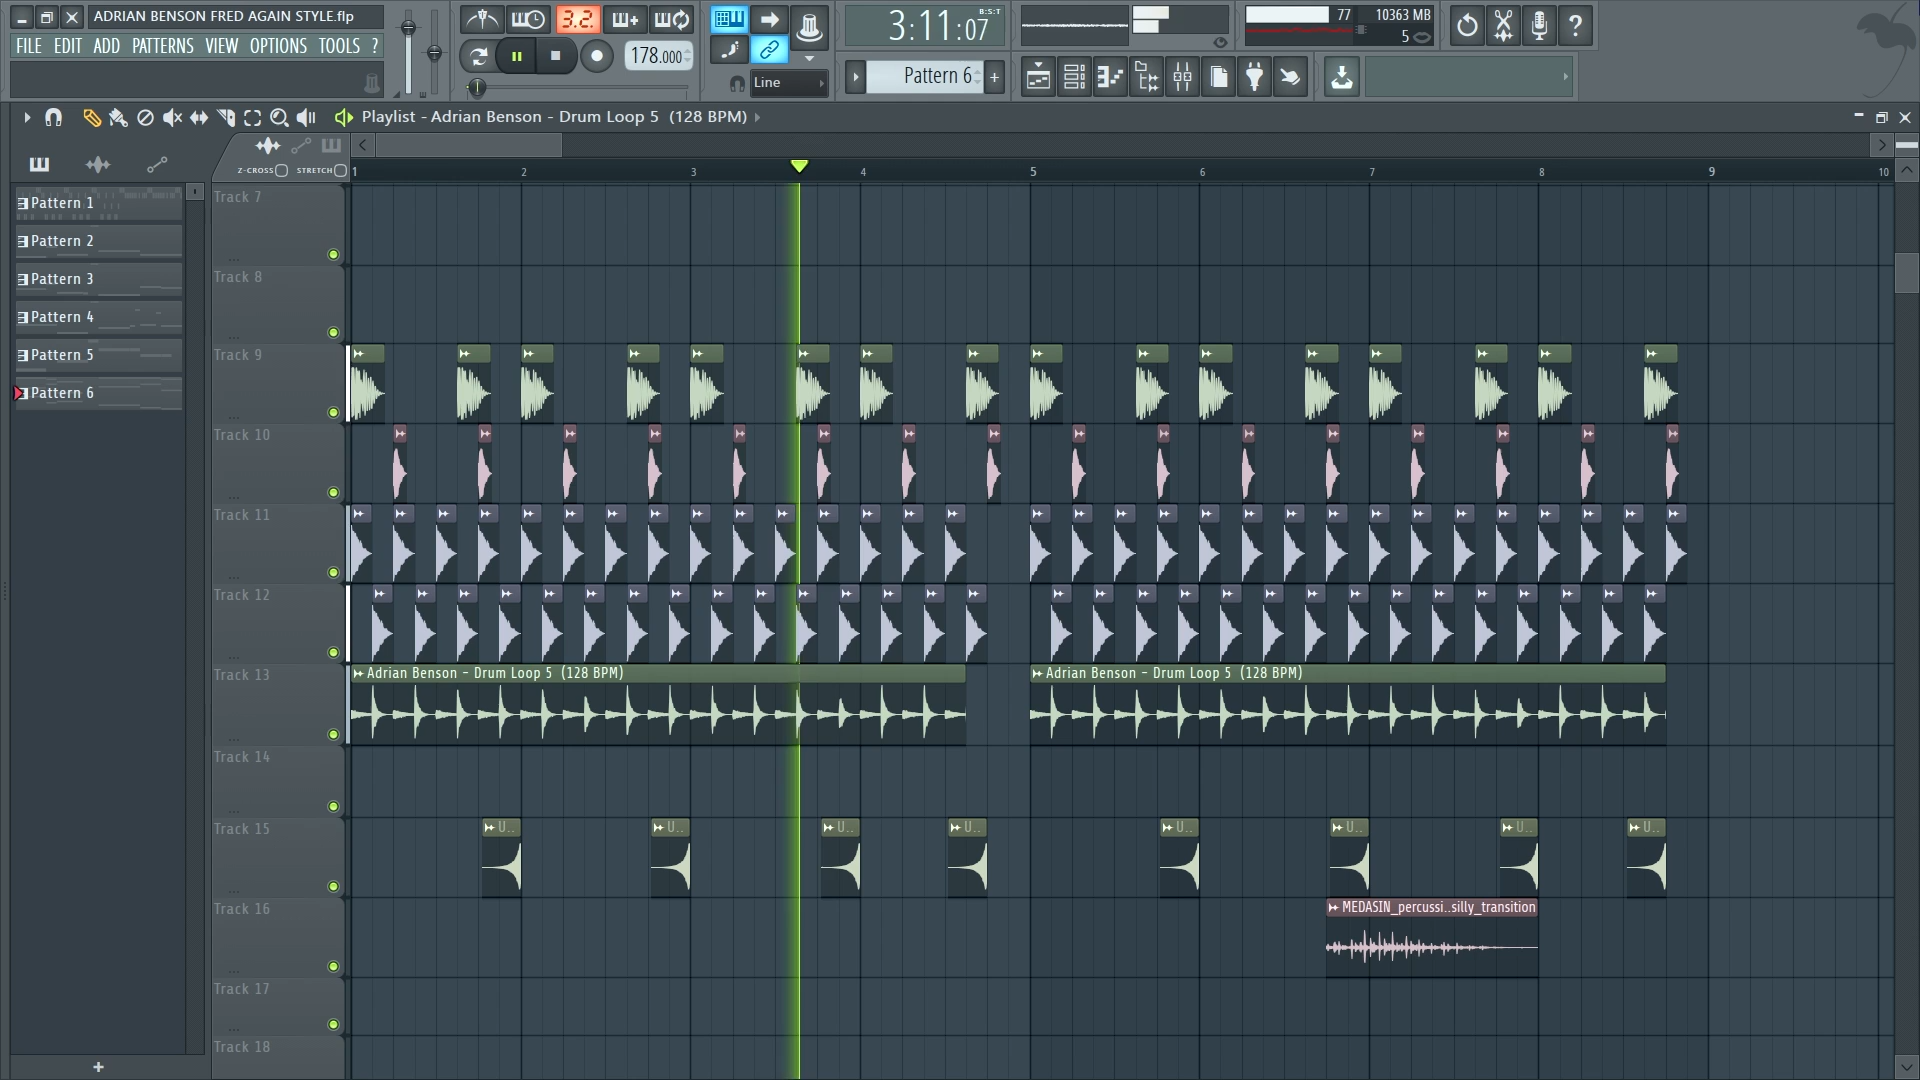 ADRIAN BENSON FRED AGAIN STYLE.flp
FILE EDIT ADD PATTERNS VIEW OPTIONS TOOLS ?
3.2.
178.000
Line
3:11:07
B:S:T
Pattern 6
+
77
10363 MB
5
?
Playlist - Adrian Benson - Drum Loop 5 (128 BPM)
Z-CROSS
STRETCH
1 2 3 4 5 6 7 8 9 10
Pattern 1
Pattern 2
Pattern 3
Pattern 4
Pattern 5
Pattern 6
+
Track 7
Track 8
Track 9
Track 10
Track 11
Track 12
Track 13
Adrian Benson - Drum Loop 5 (128 BPM)
Adrian Benson - Drum Loop 5 (128 BPM)
Track 14
Track 15
U.. U.. U.. U.. U.. U.. U.. U..
Track 16
MEDASIN_percussi..silly_transition
Track 17
Track 18